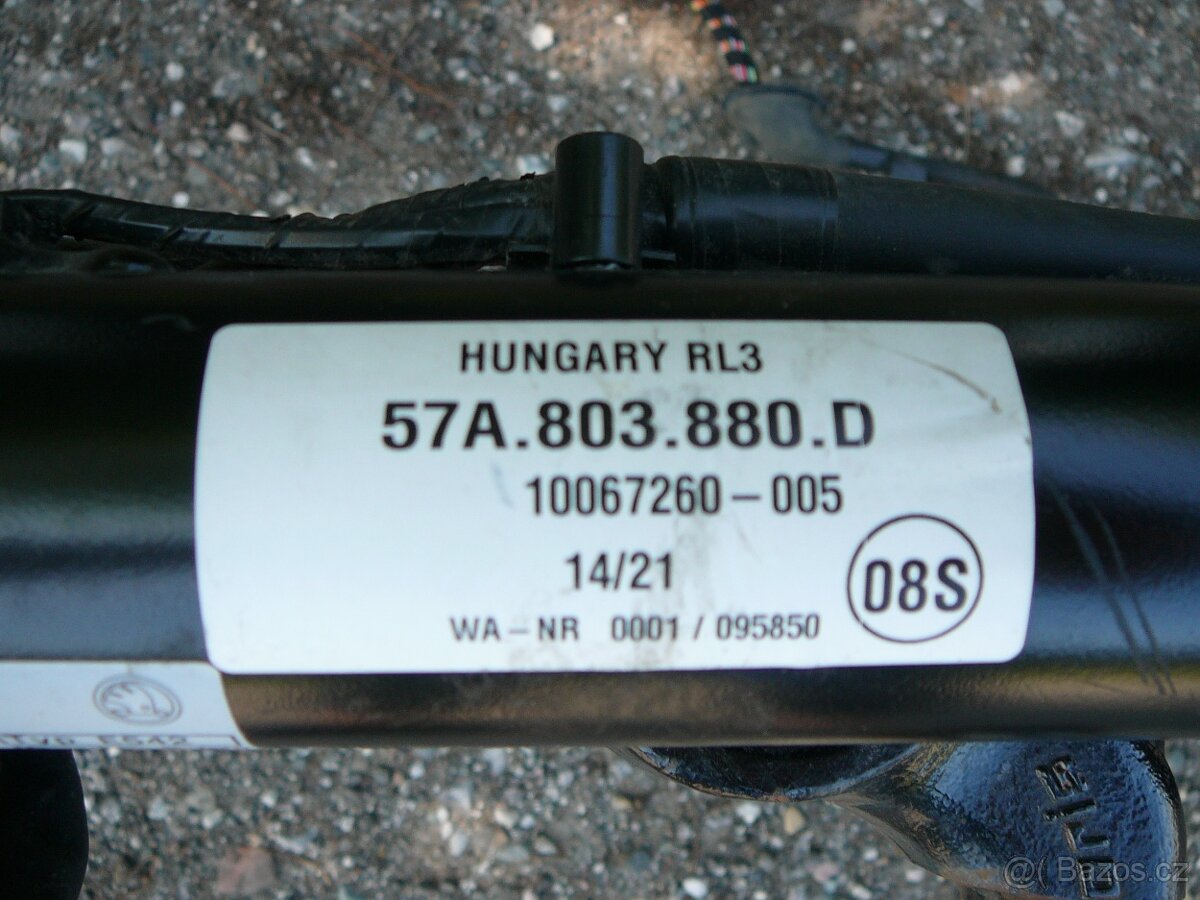 HUNGARY RL3
57A.803.880.D
10067260-005
14/21
08S
WA-NR 0001 / 095850
@( Bazos.cz